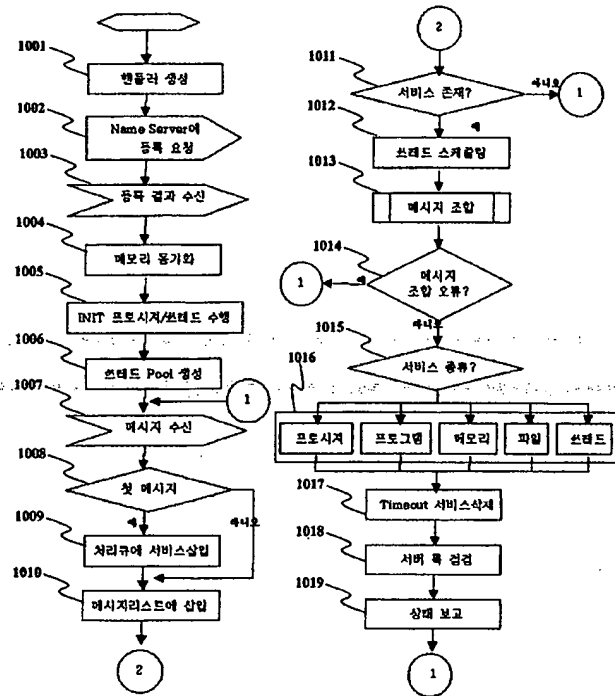 1001
핸들러 생성
1002
Name Server에
등록 요청
1003
등록 결과 수신
1004
메모리 동기화
1005
INIT 프로시저/쓰레드 수행
1006
쓰레드 Pool 생성
1
1007
메시지 수신
1008
첫 메시지
예
아니오
1009
처리큐에 서비스삽입
1010
메시지리스트에 삽입
2
2
1011
서비스 존재?
아니오
1
예
1012
쓰레드 스케쥴링
1013
메시지 조합
1014
메시지
조합 오류?
예
1
아니오
1015
서비스 종류?
1016
프로시저
프로그램
메모리
파일
쓰레드
1017
Timeout 서비스삭제
1018
서버 록 점검
1019
상태 보고
1